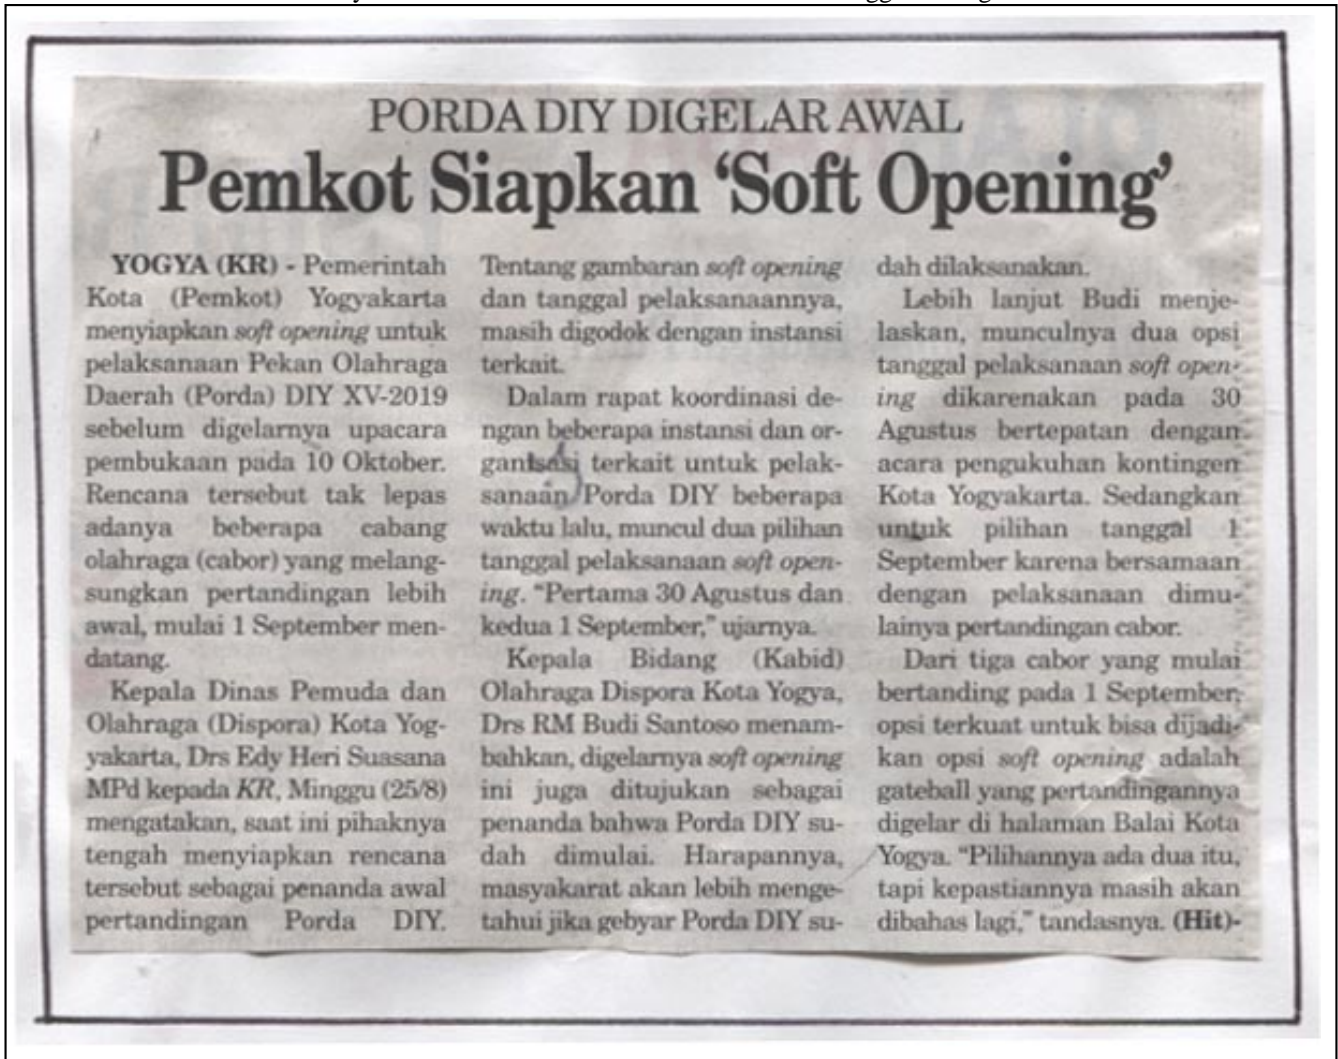 PORDA DIY DIGELAR AWAL
Pemkot Siapkan ‘Soft Opening’
YOGYA (KR) - Pemerintah
Kota (Pemkot) Yogyakarta
menyiapkan soft opening untuk
pelaksanaan Pekan Olahraga
Daerah (Porda) DIY XV-2019
sebelum digelarnya upacara
pembukaan pada 10 Oktober.
Rencana tersebut tak lepas
adanya beberapa cabang
olahraga (cabor) yang melang-
sungkan pertandingan lebih
awal, mulai 1 September men-
datang.
Kepala Dinas Pemuda dan
Olahraga (Dispora) Kota Yog-
yakarta, Drs Edy Heri Suasana
MPd kepada KR, Minggu (25/8)
mengatakan, saat ini pihaknya
tengah menyiapkan rencana
tersebut sebagai penanda awal
pertandingan Porda DIY.
Tentang gambaran soft opening
dan tanggal pelaksanaannya,
masih digodok dengan instansi
terkait.
Dalam rapat koordinasi de-
ngan beberapa instansi dan or-
ganisasi terkait untuk pelak-
sanaan Porda DIY beberapa
waktu lalu, muncul dua pilihan
tanggal pelaksanaan soft open-
ing. “Pertama 30 Agustus dan
kedua 1 September,” ujarnya.
Kepala Bidang (Kabid)
Olahraga Dispora Kota Yogya,
Drs RM Budi Santoso menam-
bahkan, digelarnya soft opening
ini juga ditujukan sebagai
penanda bahwa Porda DIY su-
dah dimulai. Harapannya,
masyakarat akan lebih menge-
tahui jika gebyar Porda DIY su-
dah dilaksanakan.
Lebih lanjut Budi menje-
laskan, munculnya dua opsi
tanggal pelaksanaan soft open-
ing dikarenakan pada 30
Agustus bertepatan dengan
acara pengukuhan kontingen
Kota Yogyakarta. Sedangkan
untuk pilihan tanggal 1
September karena bersamaan
dengan pelaksanaan dimu-
lainya pertandingan cabor.
Dari tiga cabor yang mulai
bertanding pada 1 September,
opsi terkuat untuk bisa dijadi-
kan opsi soft opening adalah
gateball yang pertandingannya
digelar di halaman Balai Kota
Yogya. “Pilihannya ada dua itu,
tapi kepastiannya masih akan
dibahas lagi,” tandasnya. (Hit)-